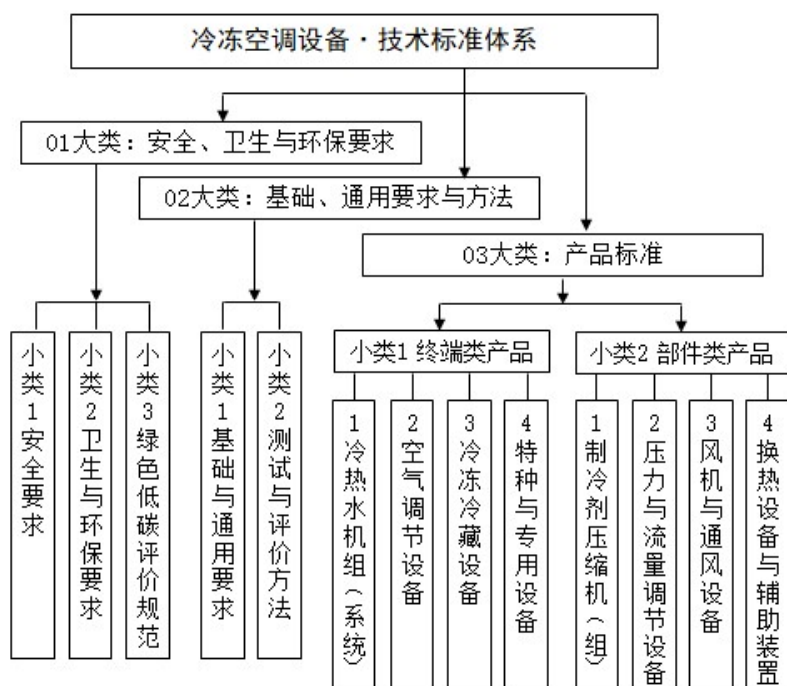 冷冻空调设备·技术标准体系
01大类：安全、卫生与环保要求
02大类：基础、通用要求与方法
03大类：产品标准
小类1安全要求
小类2卫生与环保要求
小类3绿色低碳评价规范
小类1基础与通用要求
小类2测试与评价方法
小类1 终端类产品
1冷热水机组（系统）
2空气调节设备
3冷冻冷藏设备
4特种与专用设备
小类2 部件类产品
1制冷剂压缩机（组）
2压力与流量调节设备
3风机与通风设备
4换热设备与辅助装置